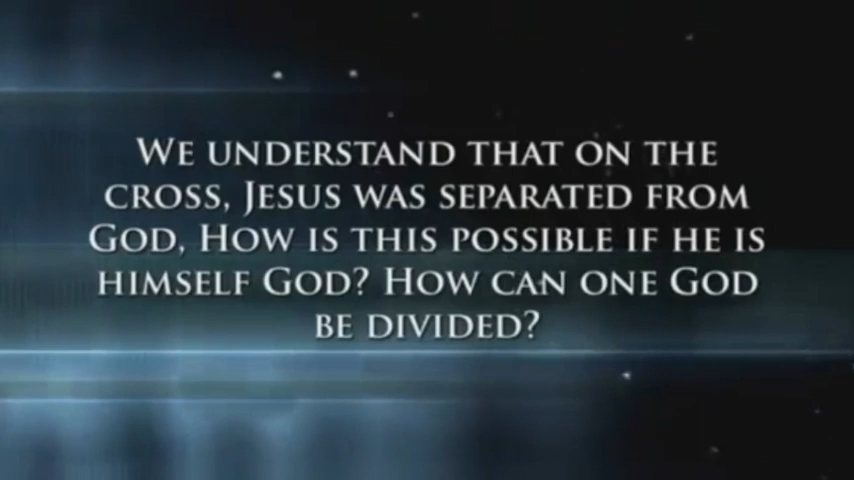 We understand that on the
cross, Jesus was separated from
God, How is this possible if he is
himself God? How can one God
be divided?